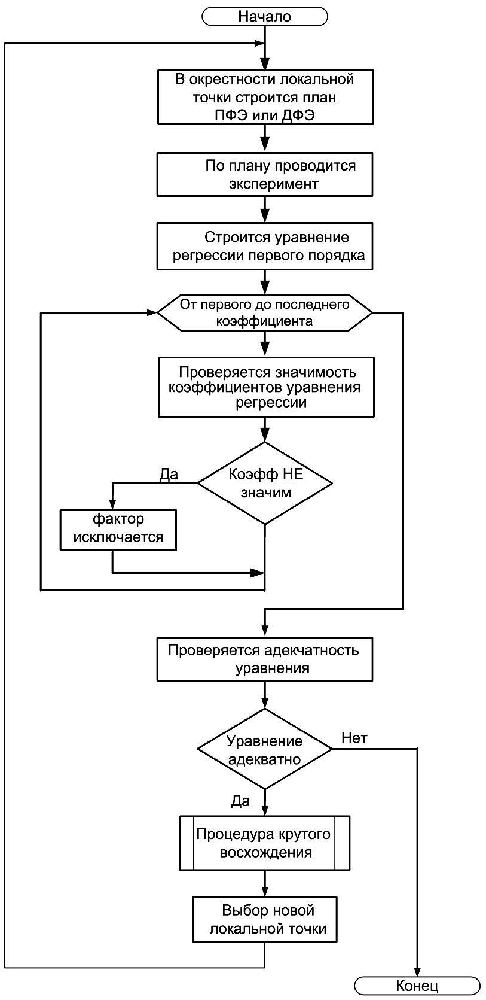 Начало
В окрестности локальной
точки строится план
ПФЭ или ДФЭ
По плану проводится
эксперимент
Строится уравнение
регрессии первого порядка
От первого до последнего
коэффициента
Проверяется значимость
коэффициентов уравнения
регрессии
Коэфф НЕ
значим
Да
фактор
исключается
Проверяется адекчатность
уравнения
Уравнение
адекватно
Нет
Да
Процедура крутого
восхождения
Выбор новой
локальной точки
Конец